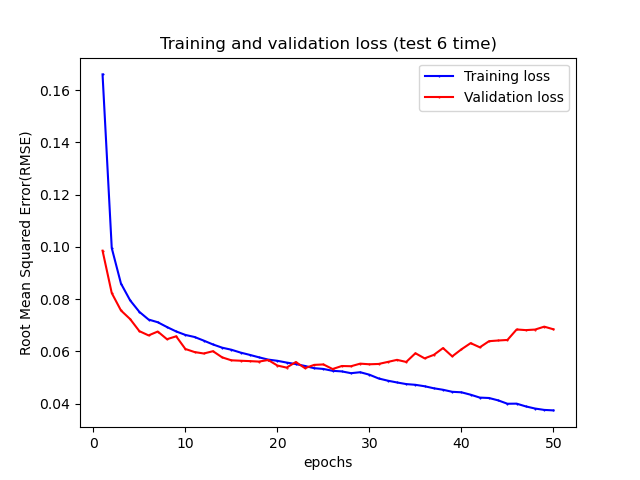 Training and validation loss (test 6 time)
Training loss
Validation loss
Root Mean Squared Error(RMSE)
0.16
0.14
0.12
0.10
0.08
0.06
0.04
0 10 20 30 40 50
epochs